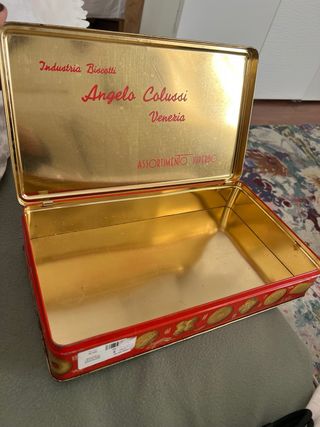 Industria Biscotti
Angelo Colussi
Venezia
ASSORTIMENTO SUPERBO